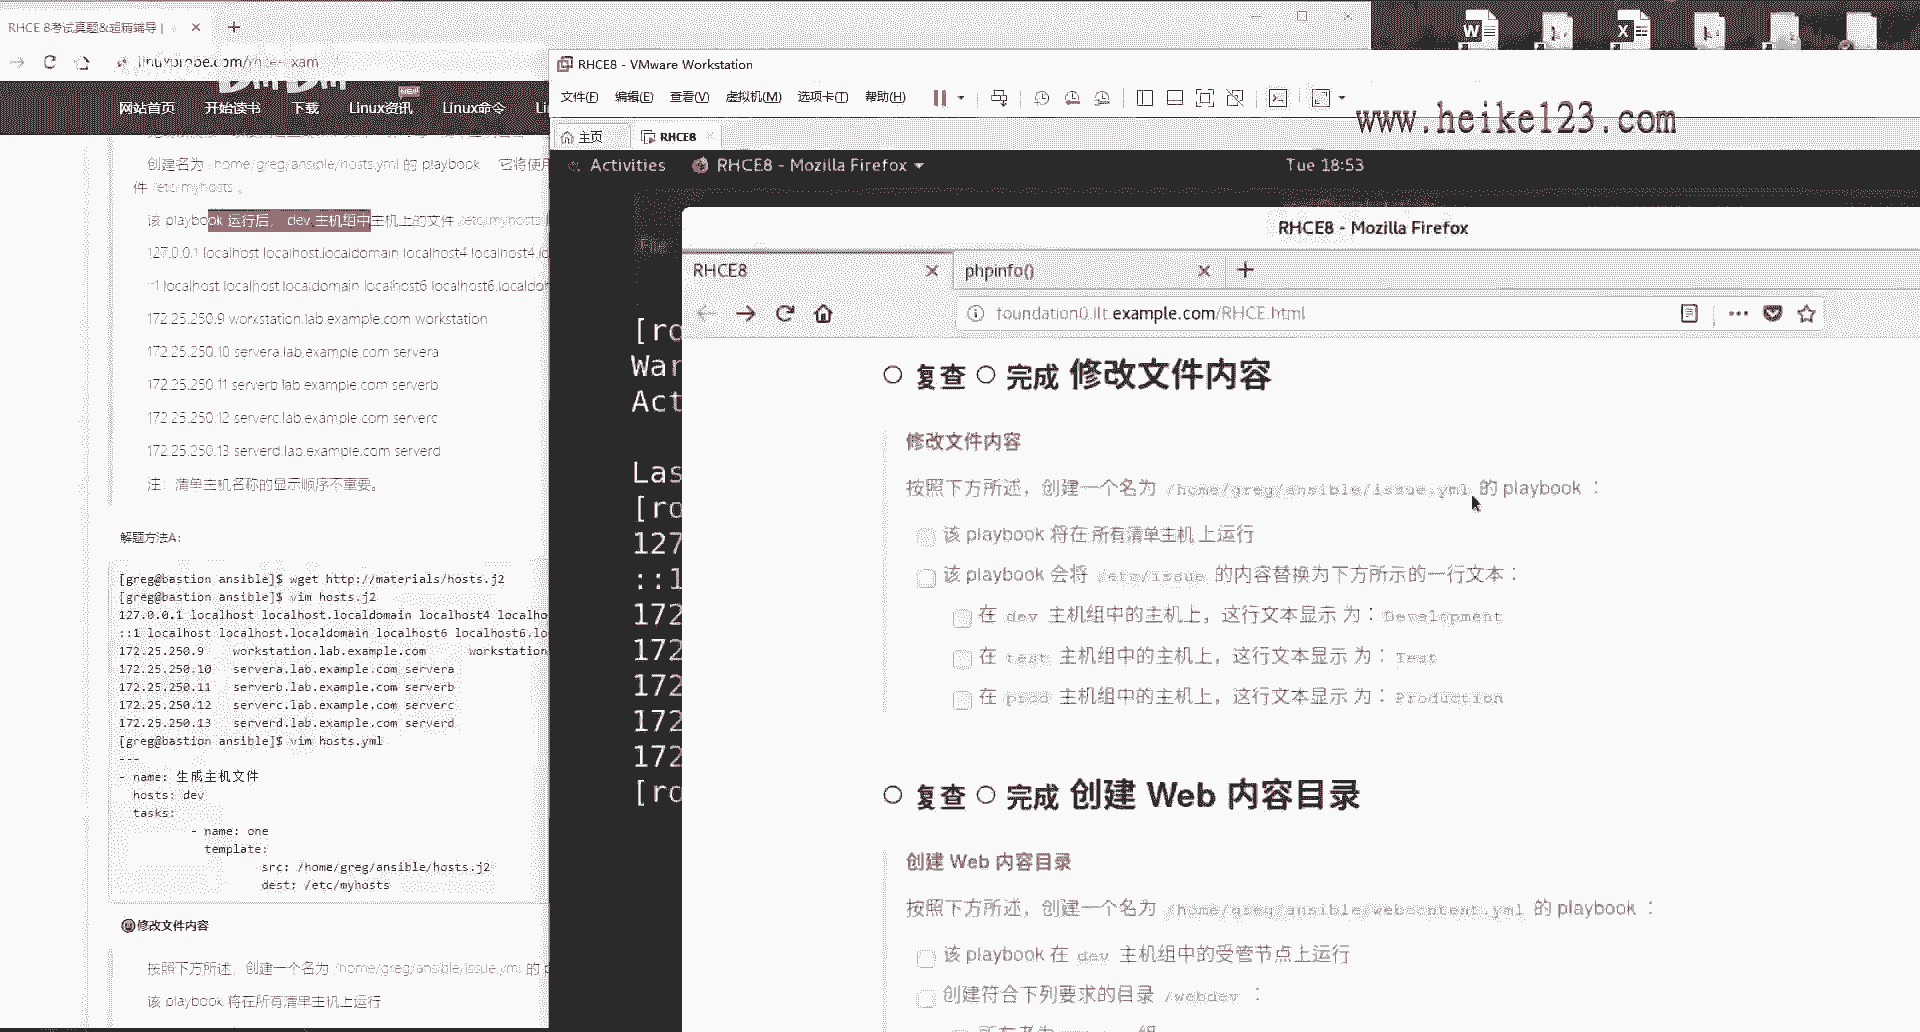 RHCE 8考试真题&超精辅导 |
linuxprobe.com/
网站首页 开始读书 下载 Linux资讯 Linux命令
NEW
创建名为 /home/greg/ansible/hosts.yml 的 playbook
件 /etc/myhosts 。
该 playbook 运行后， dev 主机组中主机上的文件 /etc/myhosts
127.0.0.1 localhost localhost.localdomain localhost4
::1 localhost localhost.localdomain localhost6
172.25.250.9 workstation.lab.example.com workstation
172.25.250.10 servera.lab.example.com servera
172.25.250.11 serverb.lab.example.com serverb
172.25.250.12 serverc.lab.example.com serverc
172.25.250.13 serverd.lab.example.com serverd
注：清单主机名称的显示顺序不重要。
解题方法A:
[greg@bastion ansible]$ wget http://materials/hosts.j2
[greg@bastion ansible]$ vim hosts.j2
127.0.0.1 localhost localhost.localdomain localhost4 localho
::1 localhost localhost.localdomain localhost6 localhost6.lo
172.25.250.9 workstation.lab.example.com workstation
172.25.250.10 servera.lab.example.com servera
172.25.250.11 serverb.lab.example.com serverb
172.25.250.12 serverc.lab.example.com serverc
172.25.250.13 serverd.lab.example.com serverd
[greg@bastion ansible]$ vim hosts.yml
---
- name: 生成主机文件
hosts: dev
tasks:
- name: one
template:
src: /home/greg/ansible/hosts.j2
dest: /etc/myhosts
修改文件内容
按照下方所述，创建一个名为 /home/greg/ansible/issue.yml 的
该 playbook 将在所有清单主机上运行
RHCE8 - VMware Workstation
文件(F) 编辑(E) 查看(V) 虚拟机(M) 选项卡(T) 帮助(H)
主页 RHCE8
www.heike123.com
Activities RHCE8 - Mozilla Firefox Tue 18:53
File
[ro
War
Act
Las
[ro
127
::1
172
172
172
172
172
[ro
RHCE8 - Mozilla Firefox
RHCE8 phpinfo()
foundation0.ilt.example.com/RHCE.html
复查 完成 修改文件内容
修改文件内容
按照下方所述，创建一个名为 /home/greg/ansible/issue.yml 的 playbook ：
该 playbook 将在 所有清单主机 上运行
该 playbook 会将 /etc/issue 的内容替换为下方所示的一行文本：
在 dev 主机组中的主机上，这行文本显示 为：Development
在 test 主机组中的主机上，这行文本显示 为：Test
在 prod 主机组中的主机上，这行文本显示 为：Production
复查 完成 创建 Web 内容目录
创建 Web 内容目录
按照下方所述，创建一个名为 /home/greg/ansible/webcontent.yml 的 playbook ：
该 playbook 在 dev 主机组中的受管节点上运行
创建符合下列要求的目录 /webdev ：